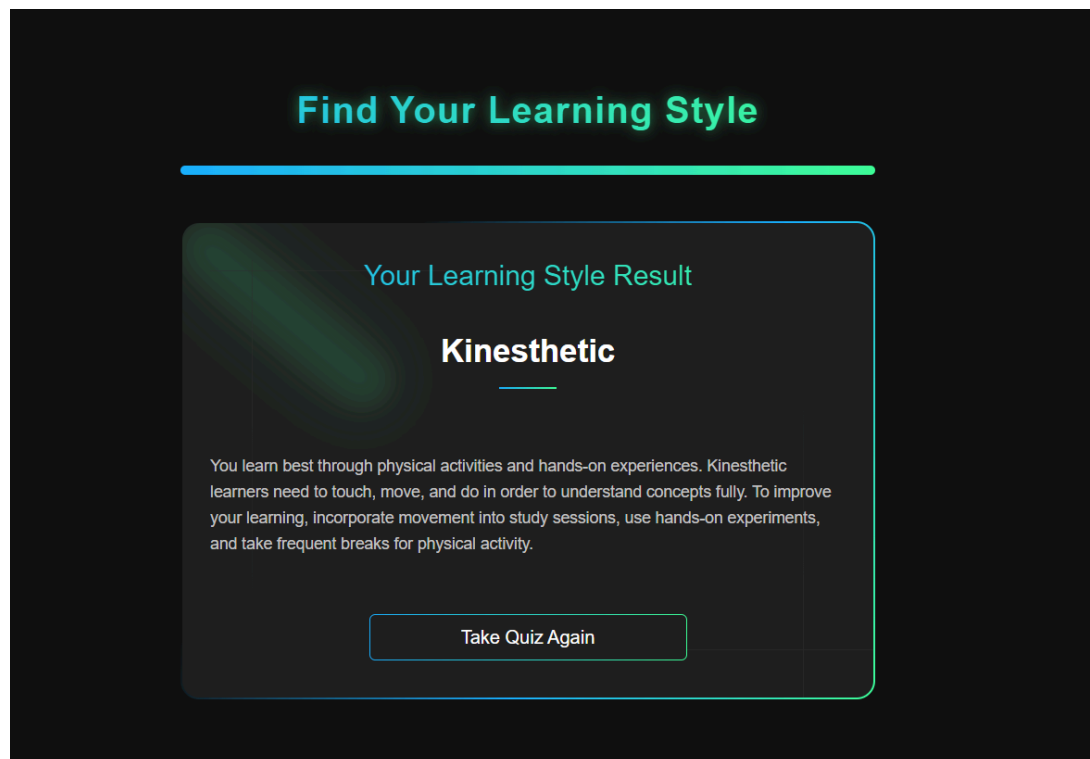 Find Your Learning Style
Your Learning Style Result
Kinesthetic
You learn best through physical activities and hands-on experiences. Kinesthetic
learners need to touch, move, and do in order to understand concepts fully. To improve
your learning, incorporate movement into study sessions, use hands-on experiments,
and take frequent breaks for physical activity.
Take Quiz Again